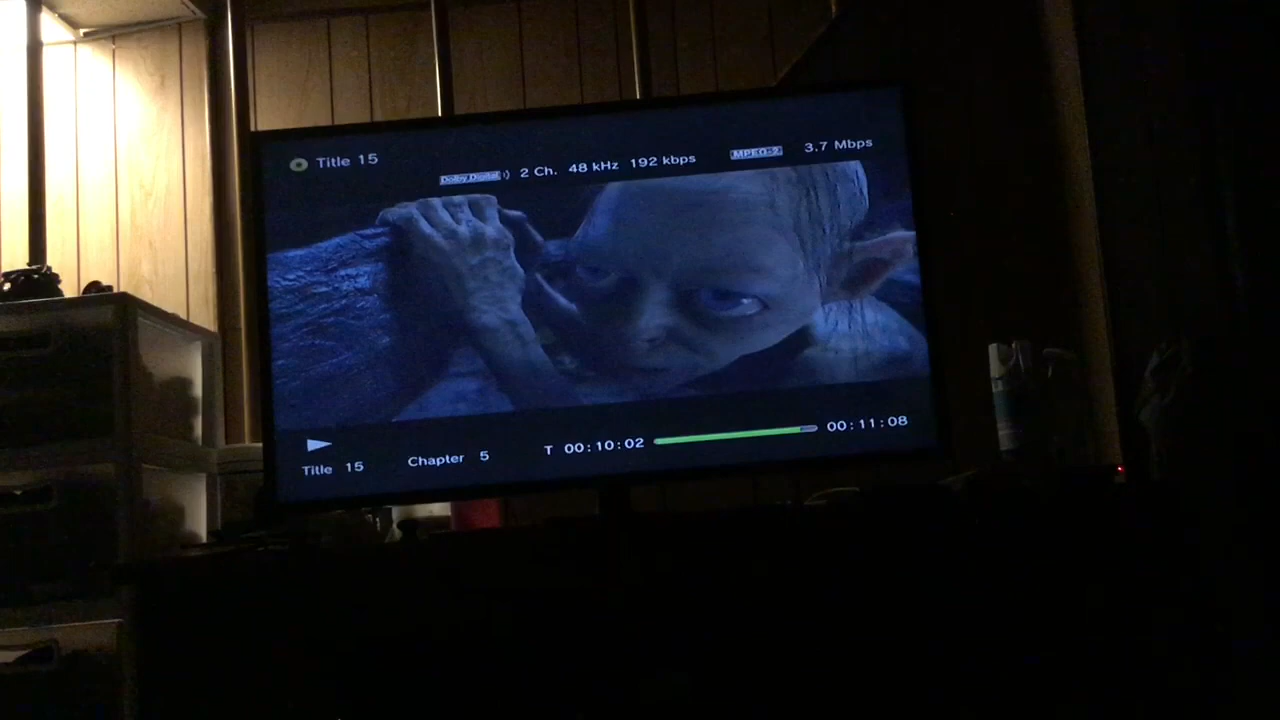 Title 15
Dolby Digital 2 Ch. 48 kHz 192 kbps MPEG-2 3.7 Mbps
Title 15 Chapter 5 T 00:10:02 00:11:08